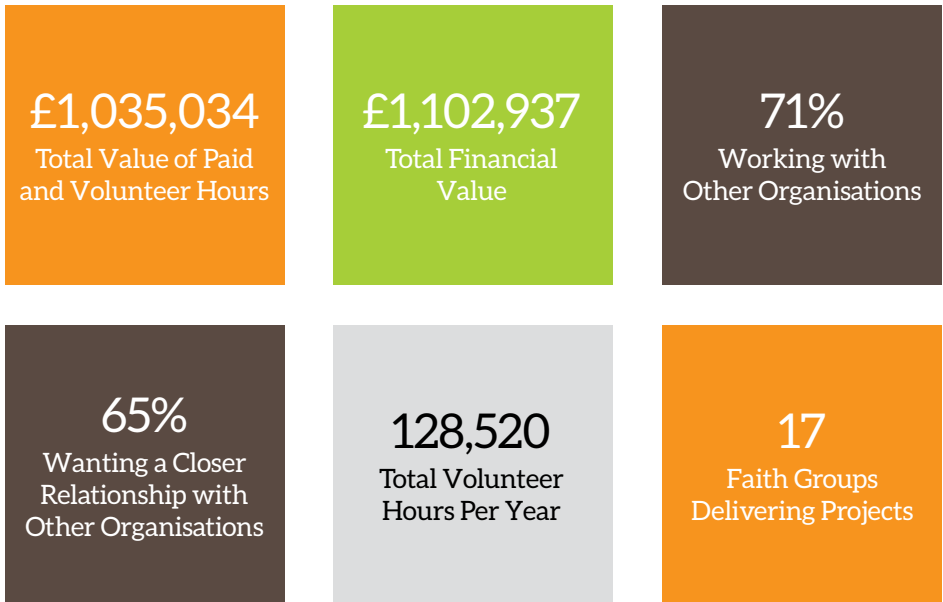 £1,035,034
Total Value of Paid
and Volunteer Hours
£1,102,937
Total Financial
Value
71%
Working with
Other Organisations
65%
Wanting a Closer
Relationship with
Other Organisations
128,520
Total Volunteer
Hours Per Year
17
Faith Groups
Delivering Projects